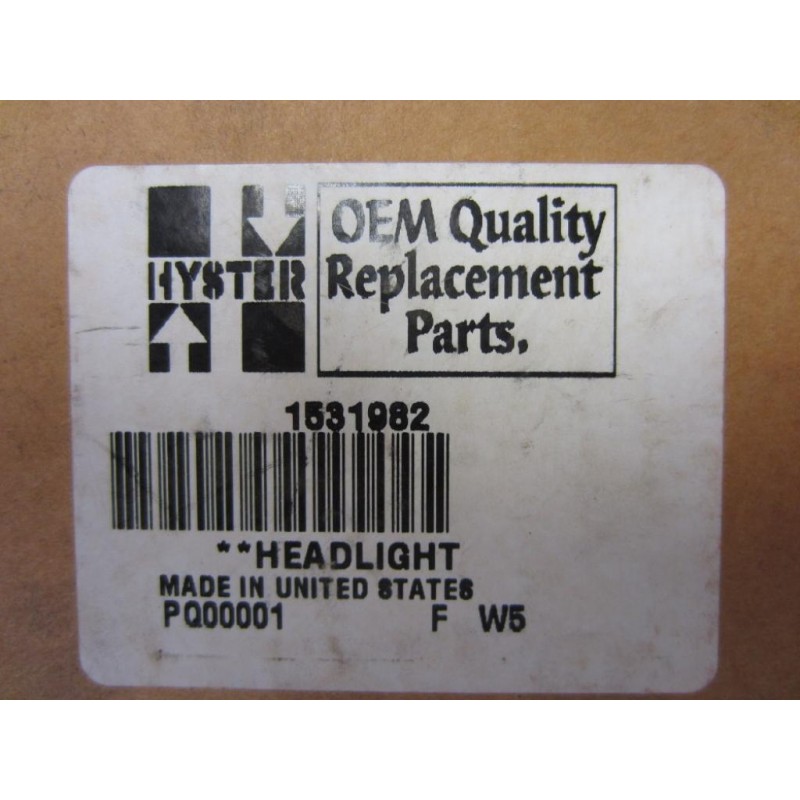 HYSTER
OEM Quality
Replacement
Parts.
1531982
**HEADLIGHT
MADE IN UNITED STATES
PQ00001 F W5